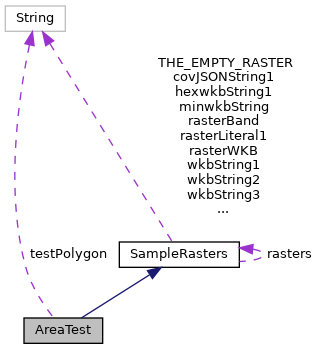 String
THE_EMPTY_RASTER
covJSONString1
hexwkbString1
minwkbString
rasterBand
rasterLiteral1
rasterWKB
wkbString1
wkbString2
wkbString3
...
testPolygon
SampleRasters
rasters
AreaTest